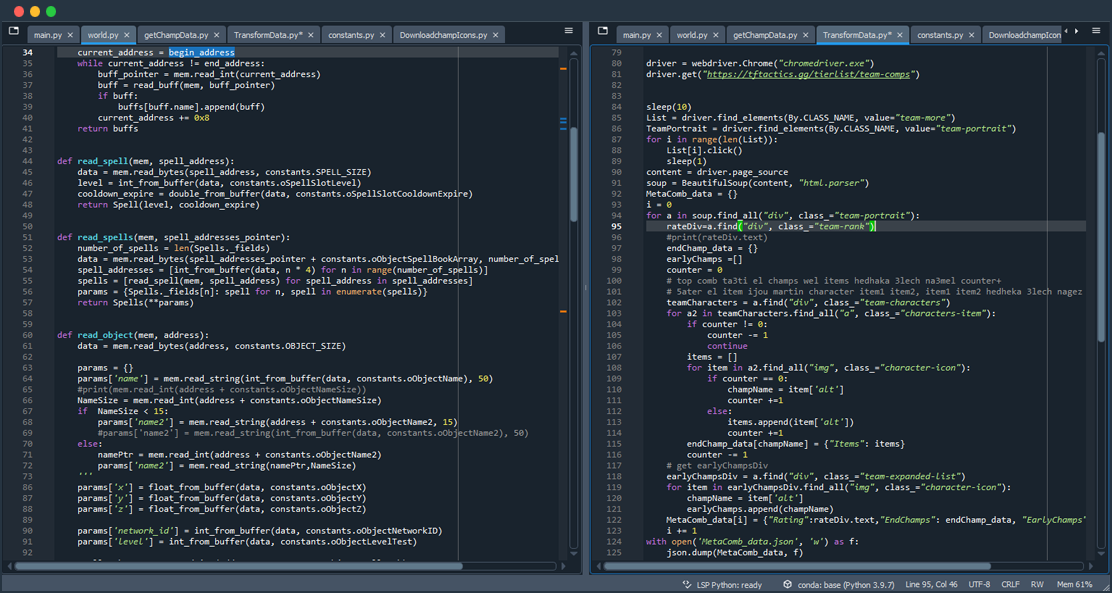 main.py ✕ world.py ✕ getChampData.py ✕ TransformData.py* ✕ constants.py ✕ DownloadchampIcons.py ✕
34 current_address = begin_address
35 while current_address != end_address:
36 buff_pointer = mem.read_int(current_address)
37 buff = read_buff(mem, buff_pointer)
38 if buff:
39 buffs[buff.name].append(buff)
40 current_address += 0x8
41 return buffs
42
43
44 def read_spell(mem, spell_address):
45 data = mem.read_bytes(spell_address, constants.SPELL_SIZE)
46 level = int_from_buffer(data, constants.oSpellSlotLevel)
47 cooldown_expire = double_from_buffer(data, constants.oSpellSlotCooldownExpire)
48 return Spell(level, cooldown_expire)
49
50
51 def read_spells(mem, spell_addresses_pointer):
52 number_of_spells = len(Spells._fields)
53 data = mem.read_bytes(spell_addresses_pointer + constants.oObjectSpellBookArray, number_of_spel
54 spell_addresses = [int_from_buffer(data, n * 4) for n in range(number_of_spells)]
55 spells = [read_spell(mem, spell_address) for spell_address in spell_addresses]
56 params = {Spells._fields[n]: spell for n, spell in enumerate(spells)}
57 return Spells(**params)
58
59
60 def read_object(mem, address):
61 data = mem.read_bytes(address, constants.OBJECT_SIZE)
62
63 params = {}
64 params['name'] = mem.read_string(int_from_buffer(data, constants.oObjectName), 50)
65 #print(mem.read_int(address + constants.oObjectNameSize))
66 NameSize = mem.read_int(address + constants.oObjectNameSize)
67 if NameSize < 15:
68 params['name2'] = mem.read_string(address + constants.oObjectName2, 15)
69 #params['name2'] = mem.read_string(int_from_buffer(data, constants.oObjectName2), 50)
70 else:
71 namePtr = mem.read_int(address + constants.oObjectName2)
72 params['name2'] = mem.read_string(namePtr,NameSize)
73 '''
86 params['x'] = float_from_buffer(data, constants.oObjectX)
87 params['y'] = float_from_buffer(data, constants.oObjectY)
88 params['z'] = float_from_buffer(data, constants.oObjectZ)
89
90 params['network_id'] = int_from_buffer(data, constants.oObjectNetworkID)
91 params['level'] = int_from_buffer(data, constants.oObjectLevelTest)
92
main.py ✕ world.py ✕ getChampData.py ✕ TransformData.py* ✕ constants.py ✕ DownloadchampIcon
79
80 driver = webdriver.Chrome("chromedriver.exe")
81 driver.get("https://tftactics.gg/tierlist/team-comps")
82
83
84 sleep(10)
85 List = driver.find_elements(By.CLASS_NAME, value="team-more")
86 TeamPortrait = driver.find_elements(By.CLASS_NAME, value="team-portrait")
87 for i in range(len(List)):
88 List[i].click()
89 sleep(1)
90 content = driver.page_source
91 soup = BeautifulSoup(content, "html.parser")
92 MetaComb_data = {}
93 i = 0
94 for a in soup.find_all("div", class_="team-portrait"):
95 rateDiv=a.find("div", class_="team-rank")
96 #print(rateDiv.text)
97 endChamp_data = {}
98 earlyChamps =[]
99 counter = 0
100 # top comb ta3ti el champs wel items hedhaka 3lech na3mel counter+
101 # 5ater el item ijou martin character item1 item2, item1 item2 hedheka 3lech nagez
102 teamCharacters = a.find("div", class_="team-characters")
103 for a2 in teamCharacters.find_all("a", class_="characters-item"):
104 if counter != 0:
105 counter -= 1
106 continue
107 items = []
108 for item in a2.find_all("img", class_="character-icon"):
109 if counter == 0:
110 champName = item['alt']
111 counter +=1
112 else:
113 items.append(item['alt'])
114 counter +=1
115 endChamp_data[champName] = {"Items": items}
116 counter -= 1
117 # get earlyChampsDiv
118 earlyChampsDiv = a.find("div", class_="team-expanded-list")
119 for item in earlyChampsDiv.find_all("img", class_="character-icon"):
120 champName = item['alt']
121 earlyChamps.append(champName)
122 MetaComb_data[i] = {"Rating":rateDiv.text,"EndChamps": endChamp_data, "EarlyChamps"
123 i += 1
124 with open('MetaComb_data.json', 'w') as f:
125 json.dump(MetaComb_data, f)
LSP Python: ready conda: base (Python 3.9.7) Line 95, Col 46 UTF-8 CRLF RW Mem 61%